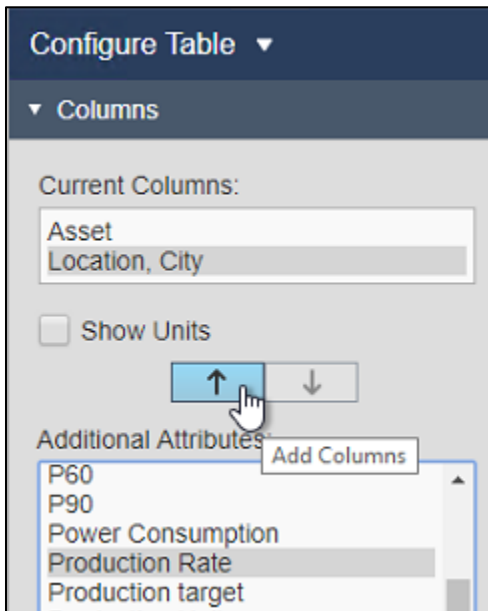 Configure Table
Columns
Current Columns:
Asset
Location, City
Show Units
Additional Attributes:
Add Columns
P60
P90
Power Consumption
Production Rate
Production target